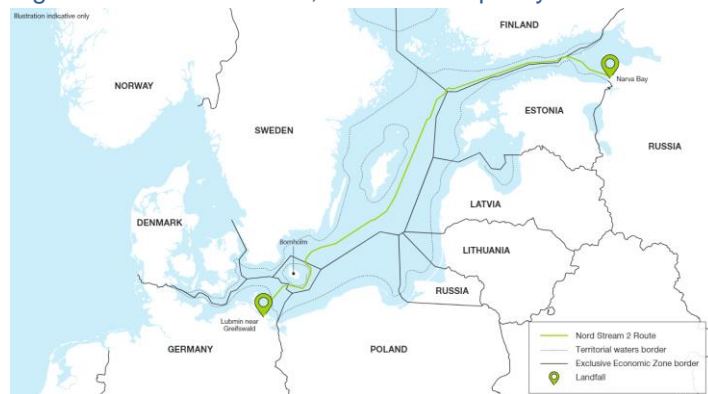 Illustration indicative only
FINLAND
NORWAY
Narva Bay
SWEDEN
ESTONIA
RUSSIA
LATVIA
DENMARK
Bornholm
LITHUANIA
RUSSIA
Lubmin near
Greifswald
GERMANY
POLAND
Nord Stream 2 Route
Territorial waters border
Exclusive Economic Zone border
Landfall